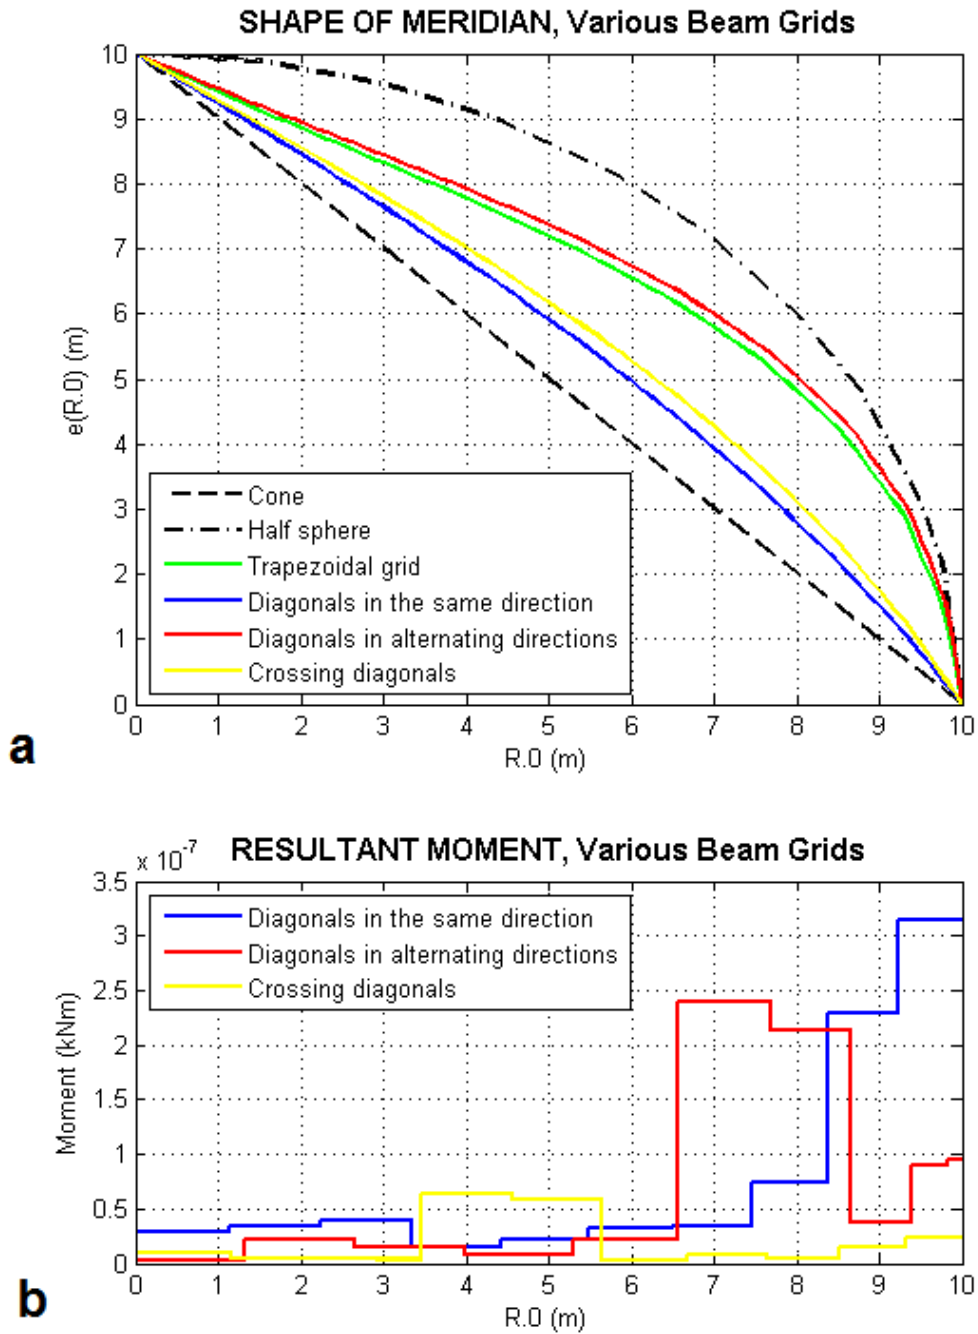 SHAPE OF MERIDIAN, Various Beam Grids
10
9
8
7
6
5
4
3
2
1
0
e(R.0) (m)
Cone
Half sphere
Trapezoidal grid
Diagonals in the same direction
Diagonals in alternating directions
Crossing diagonals
0 1 2 3 4 5 6 7 8 9 10
R.0 (m)
a
x 10-7 RESULTANT MOMENT, Various Beam Grids
3.5
3
2.5
2
1.5
1
0.5
0
Moment (kNm)
Diagonals in the same direction
Diagonals in alternating directions
Crossing diagonals
0 1 2 3 4 5 6 7 8 9 10
R.0 (m)
b